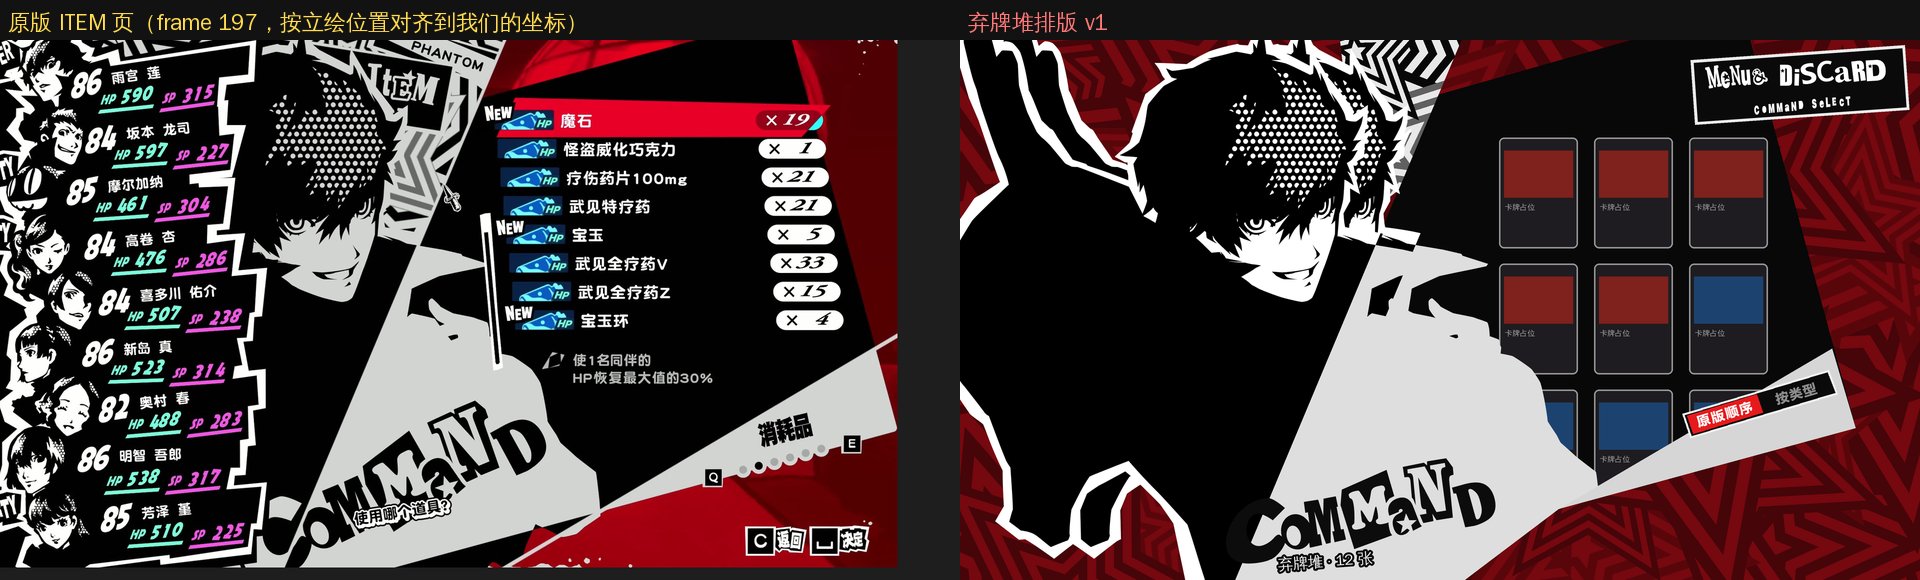 原版 ITEM 页（frame 197，按立绘位置对齐到我们的坐标）
弃牌堆排版 v1
PHANTOM
ITEM
86 雨宫 莲
HP 590 SP 315
84 坂本 龙司
HP 597 SP 227
85 摩尔加纳
HP 461 SP 304
84 高卷 杏
HP 476 SP 286
84 喜多川 佑介
HP 507 SP 238
86 新岛 真
HP 523 SP 314
82 奥村 春
HP 488 SP 283
86 明智 吾郎
HP 538 SP 317
85 芳泽 堇
HP 510 SP 225
NEW HP 魔石 × 19
HP 怪盗威化巧克力 × 1
HP 疗伤药片100mg × 21
HP 武见特疗药 × 21
NEW HP 宝玉 × 5
HP 武见全疗药V × 33
HP 武见全疗药Z × 15
NEW HP 宝玉环 × 4
使1名同伴的
HP恢复最大值的30%
COMMAND
使用哪个道具?
消耗品
Q E
C 返回 决定
MeNu& DiSCaRD
COMMaND SeLeCT
卡牌占位 卡牌占位 卡牌占位
卡牌占位 卡牌占位 卡牌占位
卡牌占位
原版顺序 按类型
CoMMaND
弃牌堆·12 张